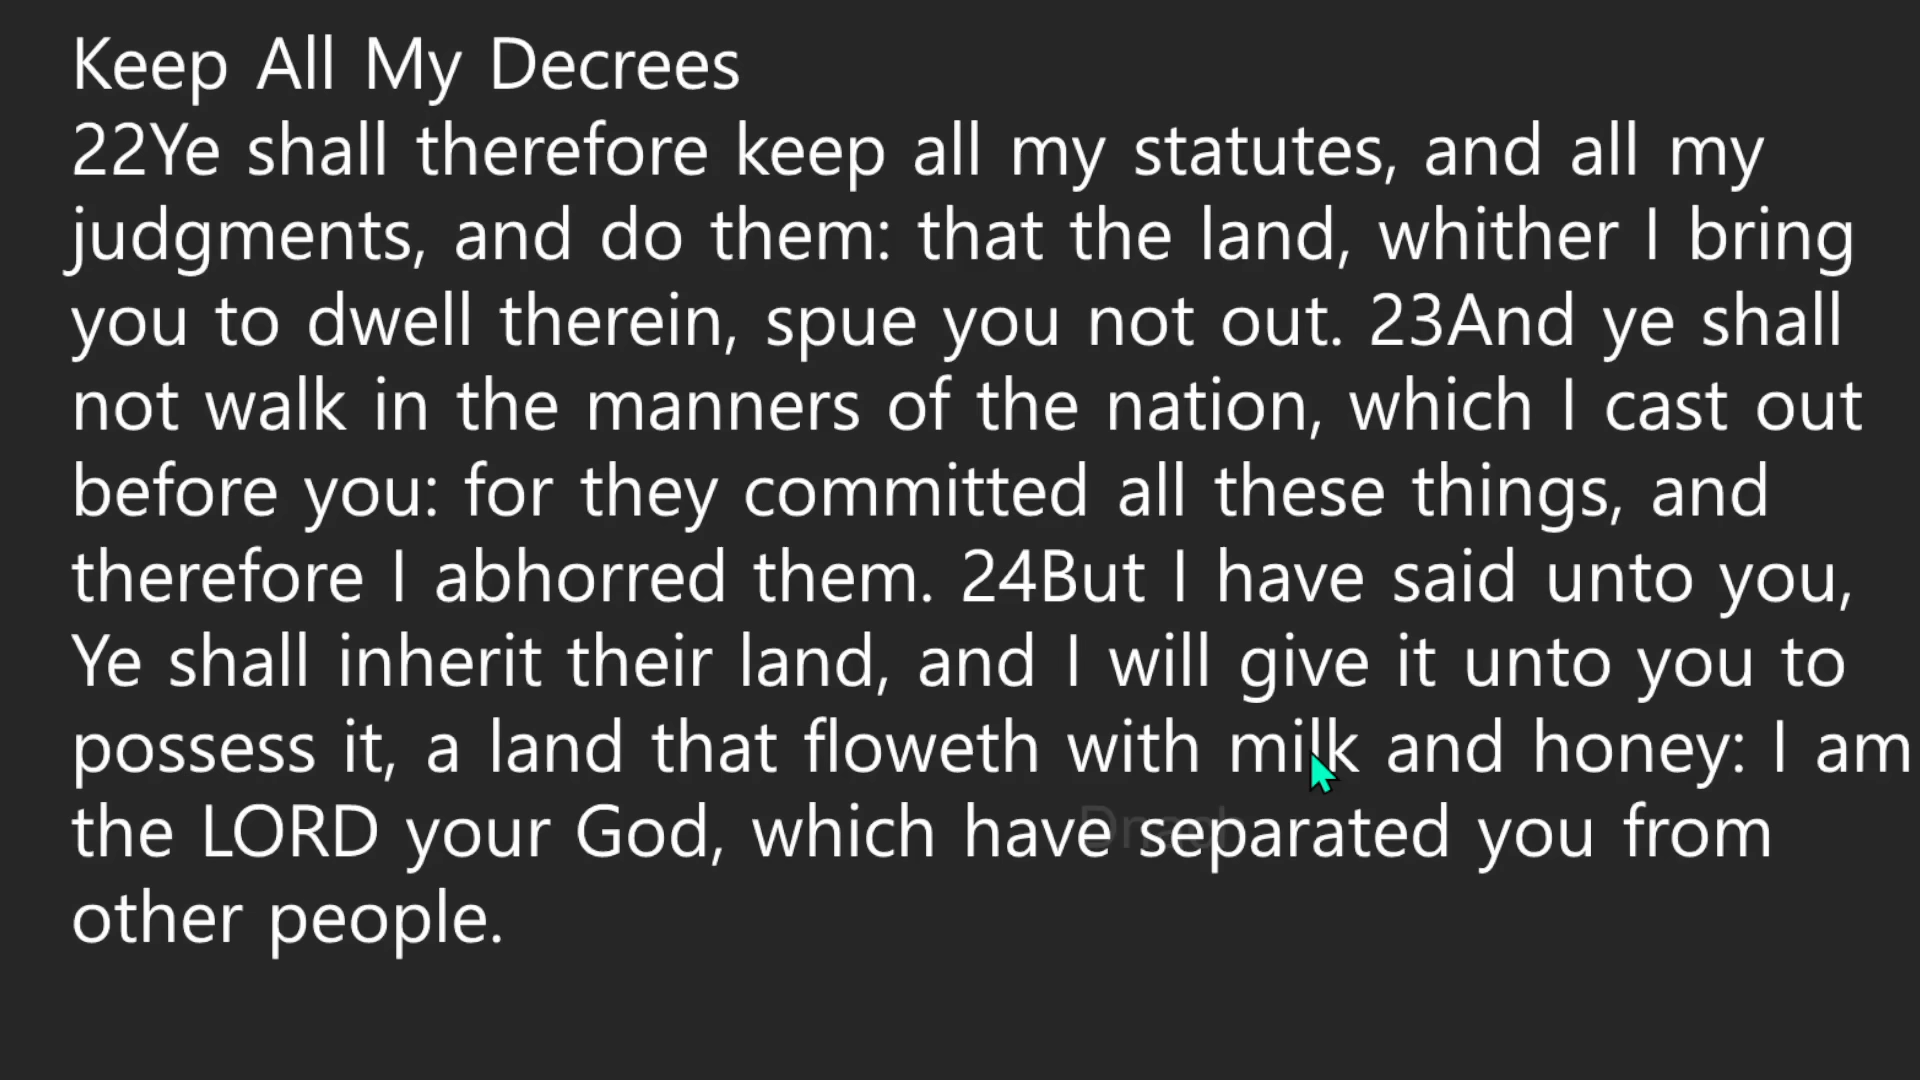 Keep All My Decrees
22Ye shall therefore keep all my statutes, and all my
judgments, and do them: that the land, whither I bring
you to dwell therein, spue you not out. 23And ye shall
not walk in the manners of the nation, which I cast out
before you: for they committed all these things, and
therefore I abhorred them. 24But I have said unto you,
Ye shall inherit their land, and I will give it unto you to
possess it, a land that floweth with milk and honey: I am
the LORD your God, which have separated you from
other people.